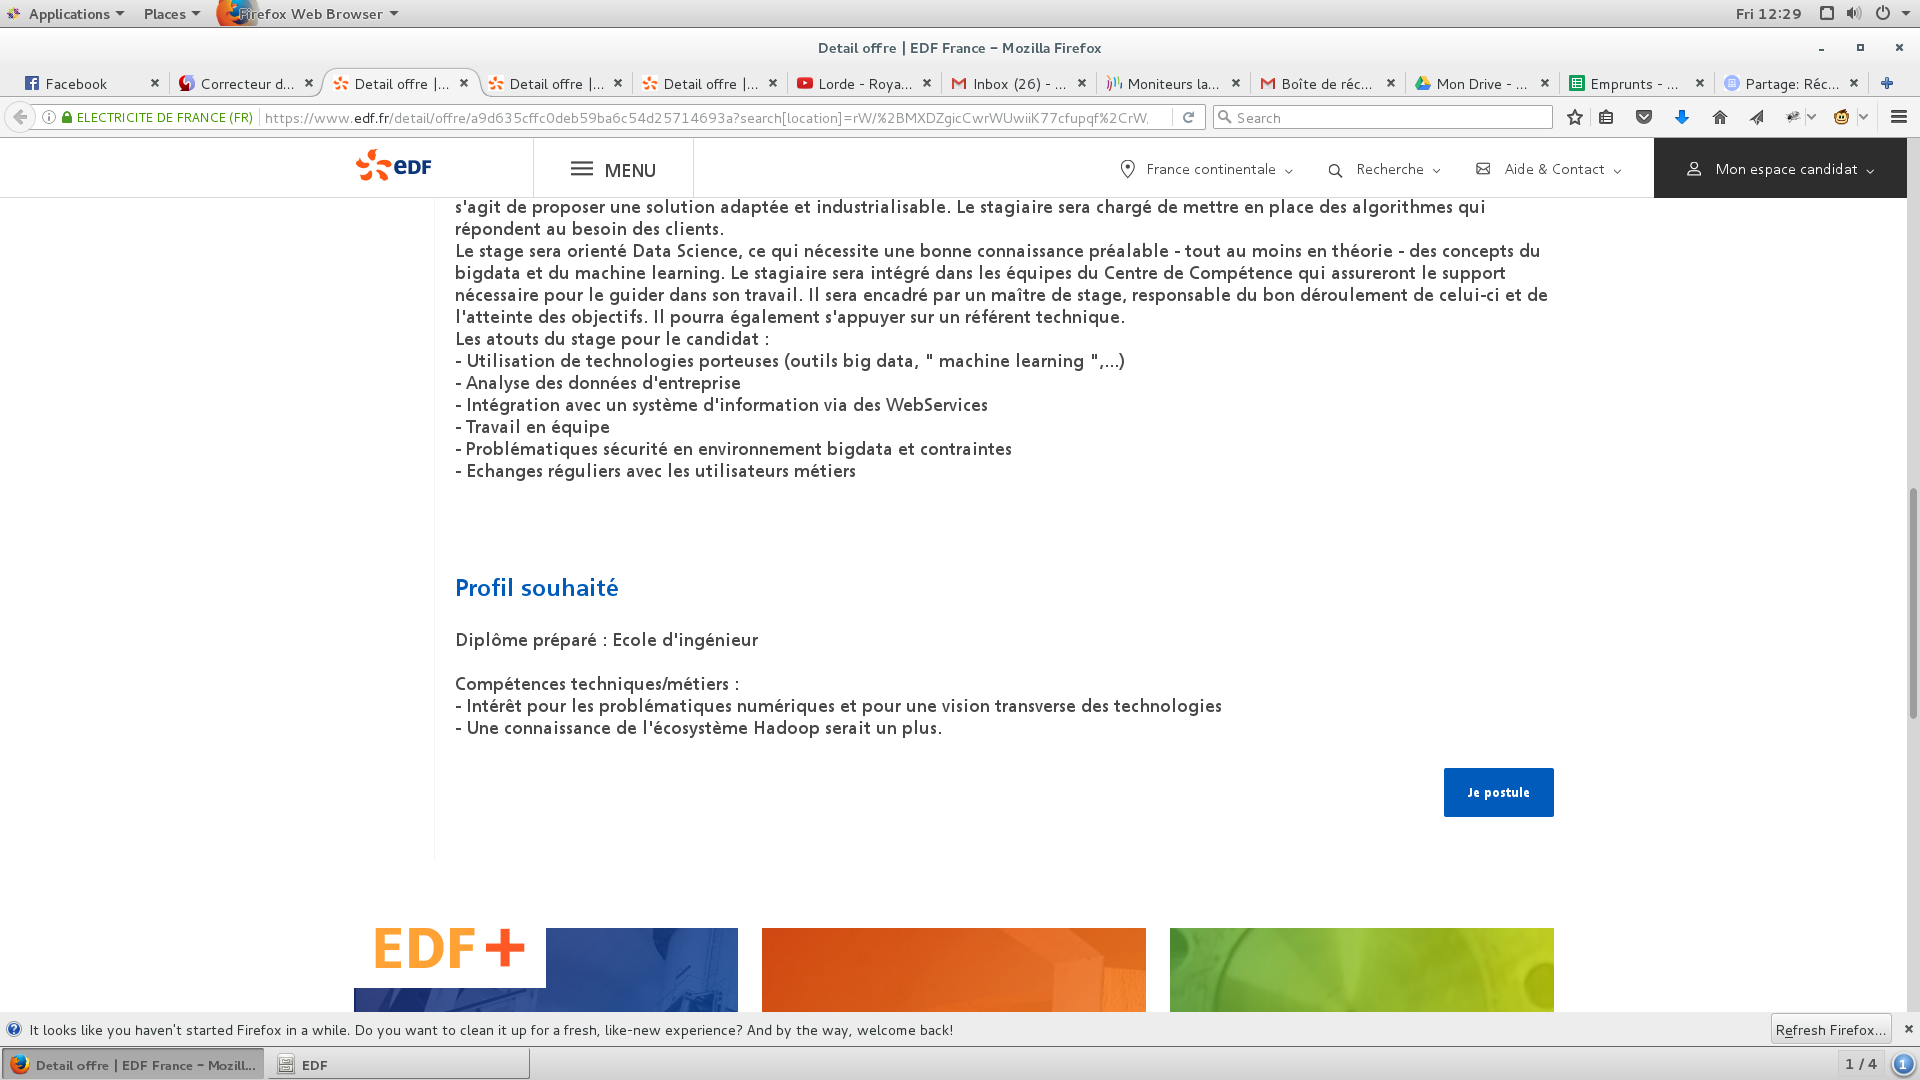 Applications Places Firefox Web Browser Fri 12:29
Detail offre | EDF France – Mozilla Firefox
Facebook Correcteur d... Detail offre |... Detail offre |... Detail offre |... Lorde - Roya... Inbox (26) - ... Moniteurs la... Boîte de réc... Mon Drive - ... Emprunts - ... Partage: Réc...
ELECTRICITE DE FRANCE (FR) https://www.edf.fr/detail/offre/a9d635cffc0deb59ba6c54d25714693a?search[location]=rW/%2BMXDZgicCwrWUwiiK77cfupqf%2CrW. Search
eDF MENU France continentale Recherche Aide & Contact Mon espace candidat
s'agit de proposer une solution adaptée et industrialisable. Le stagiaire sera chargé de mettre en place des algorithmes qui
répondent au besoin des clients.
Le stage sera orienté Data Science, ce qui nécessite une bonne connaissance préalable - tout au moins en théorie - des concepts du
bigdata et du machine learning. Le stagiaire sera intégré dans les équipes du Centre de Compétence qui assureront le support
nécessaire pour le guider dans son travail. Il sera encadré par un maître de stage, responsable du bon déroulement de celui-ci et de
l'atteinte des objectifs. Il pourra également s'appuyer sur un référent technique.
Les atouts du stage pour le candidat :
- Utilisation de technologies porteuses (outils big data, " machine learning ",...)
- Analyse des données d'entreprise
- Intégration avec un système d'information via des WebServices
- Travail en équipe
- Problématiques sécurité en environnement bigdata et contraintes
- Echanges réguliers avec les utilisateurs métiers
Profil souhaité
Diplôme préparé : Ecole d'ingénieur
Compétences techniques/métiers :
- Intérêt pour les problématiques numériques et pour une vision transverse des technologies
- Une connaissance de l'écosystème Hadoop serait un plus.
Je postule
EDF+
It looks like you haven't started Firefox in a while. Do you want to clean it up for a fresh, like-new experience? And by the way, welcome back! Refresh Firefox...
Detail offre | EDF France – Mozill... EDF 1 / 4 1